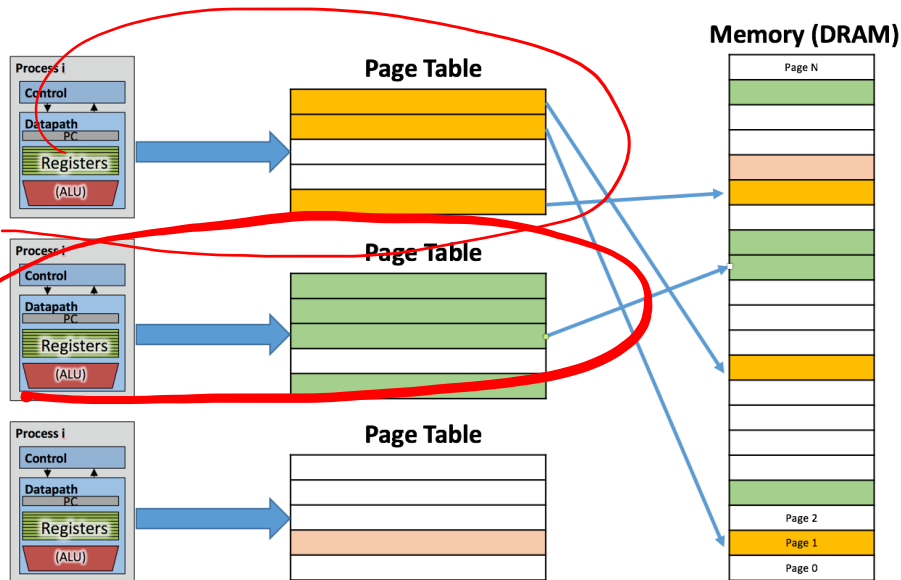 Memory (DRAM)
Process i
Control
Datapath
PC
Registers
(ALU)
Page Table
Process i
Control
Datapath
PC
Registers
(ALU)
Page Table
Process i
Control
Datapath
PC
Registers
(ALU)
Page Table
Page N
Page 2
Page 1
Page 0